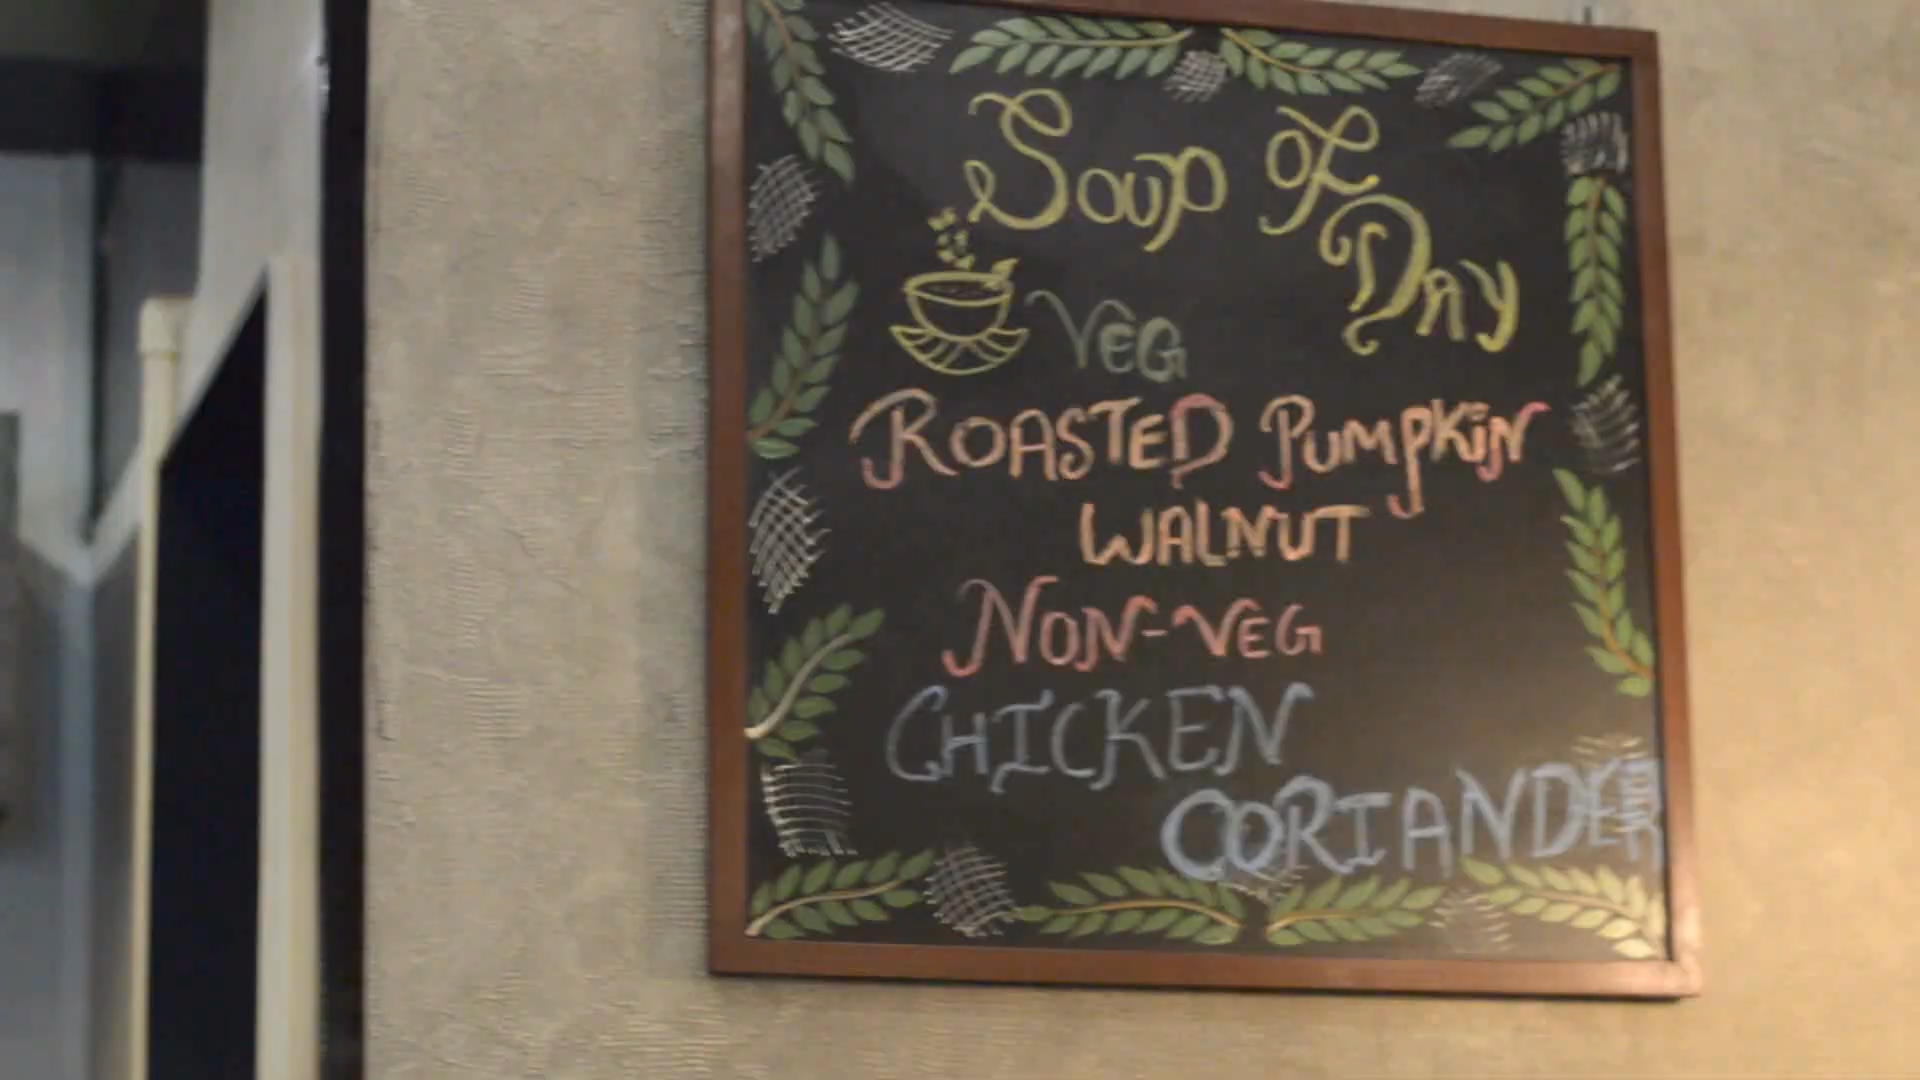 Soup of
Day
VEG
ROASTED PUMPKIN
WALNUT
NON-VEG
CHICKEN
CORIANDER